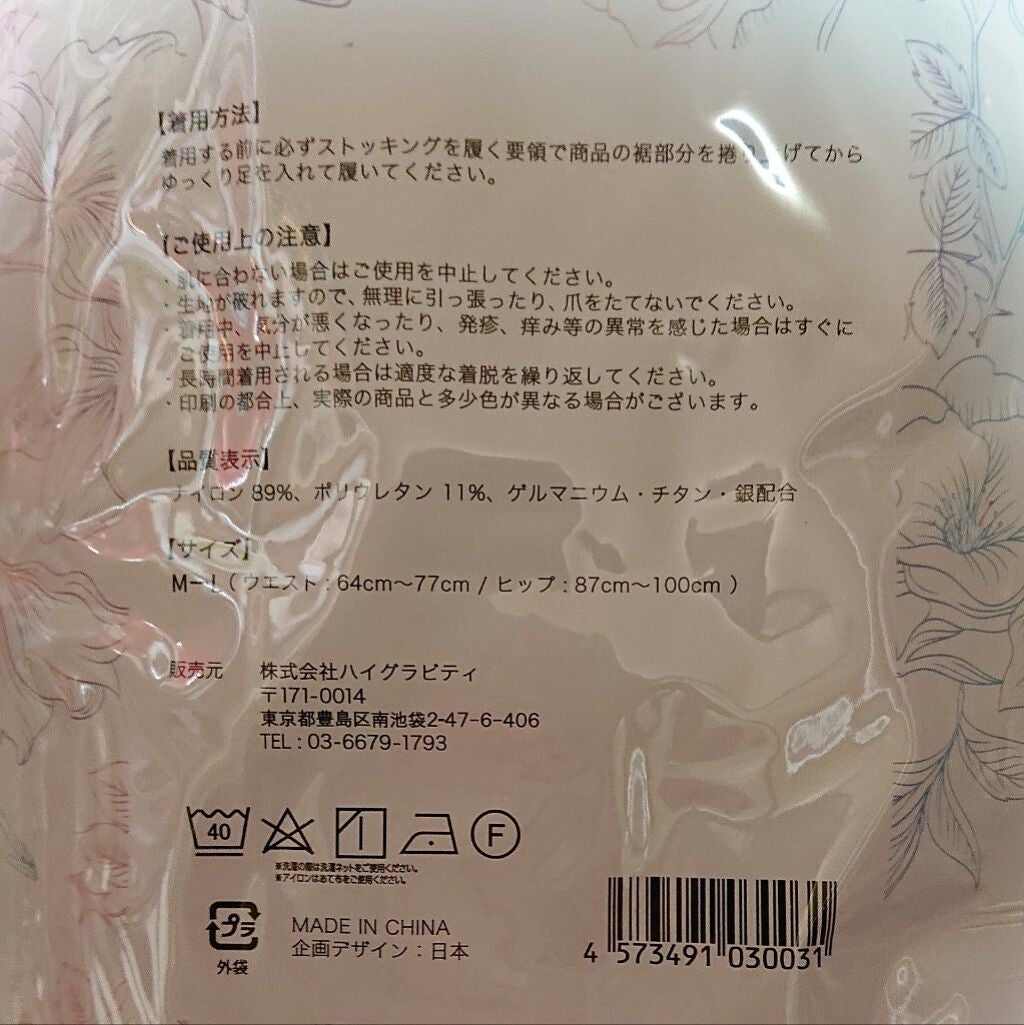 【着用方法】
着用する前に必ずストッキングを履く要領で商品の裾部分を捲り上げてから
ゆっくり足を入れて履いてください。
【ご使用上の注意】
・肌に合わない場合はご使用を中止してください。
・生地が破れますので、無理に引っ張ったり、爪をたてないでください。
・着用中、気分が悪くなったり、発疹、痒み等の異常を感じた場合はすぐに
ご使用を中止してください。
・長時間着用される場合は適度な着脱を繰り返してください。
・印刷の都合上、実際の商品と多少色が異なる場合がございます。
【品質表示】
ナイロン 89%、ポリウレタン 11%、ゲルマニウム・チタン・銀配合
【サイズ】
M-L ( ウエスト : 64cm〜77cm / ヒップ : 87cm〜100cm )
販売元 株式会社ハイグラビティ
〒171-0014
東京都豊島区南池袋2-47-6-406
TEL : 03-6679-1793
40 F
※洗濯の際は洗濯ネットをご使用ください。
※アイロンはあて布をご使用ください。
プラ
外袋
MADE IN CHINA
企画デザイン：日本
4 573491 030031